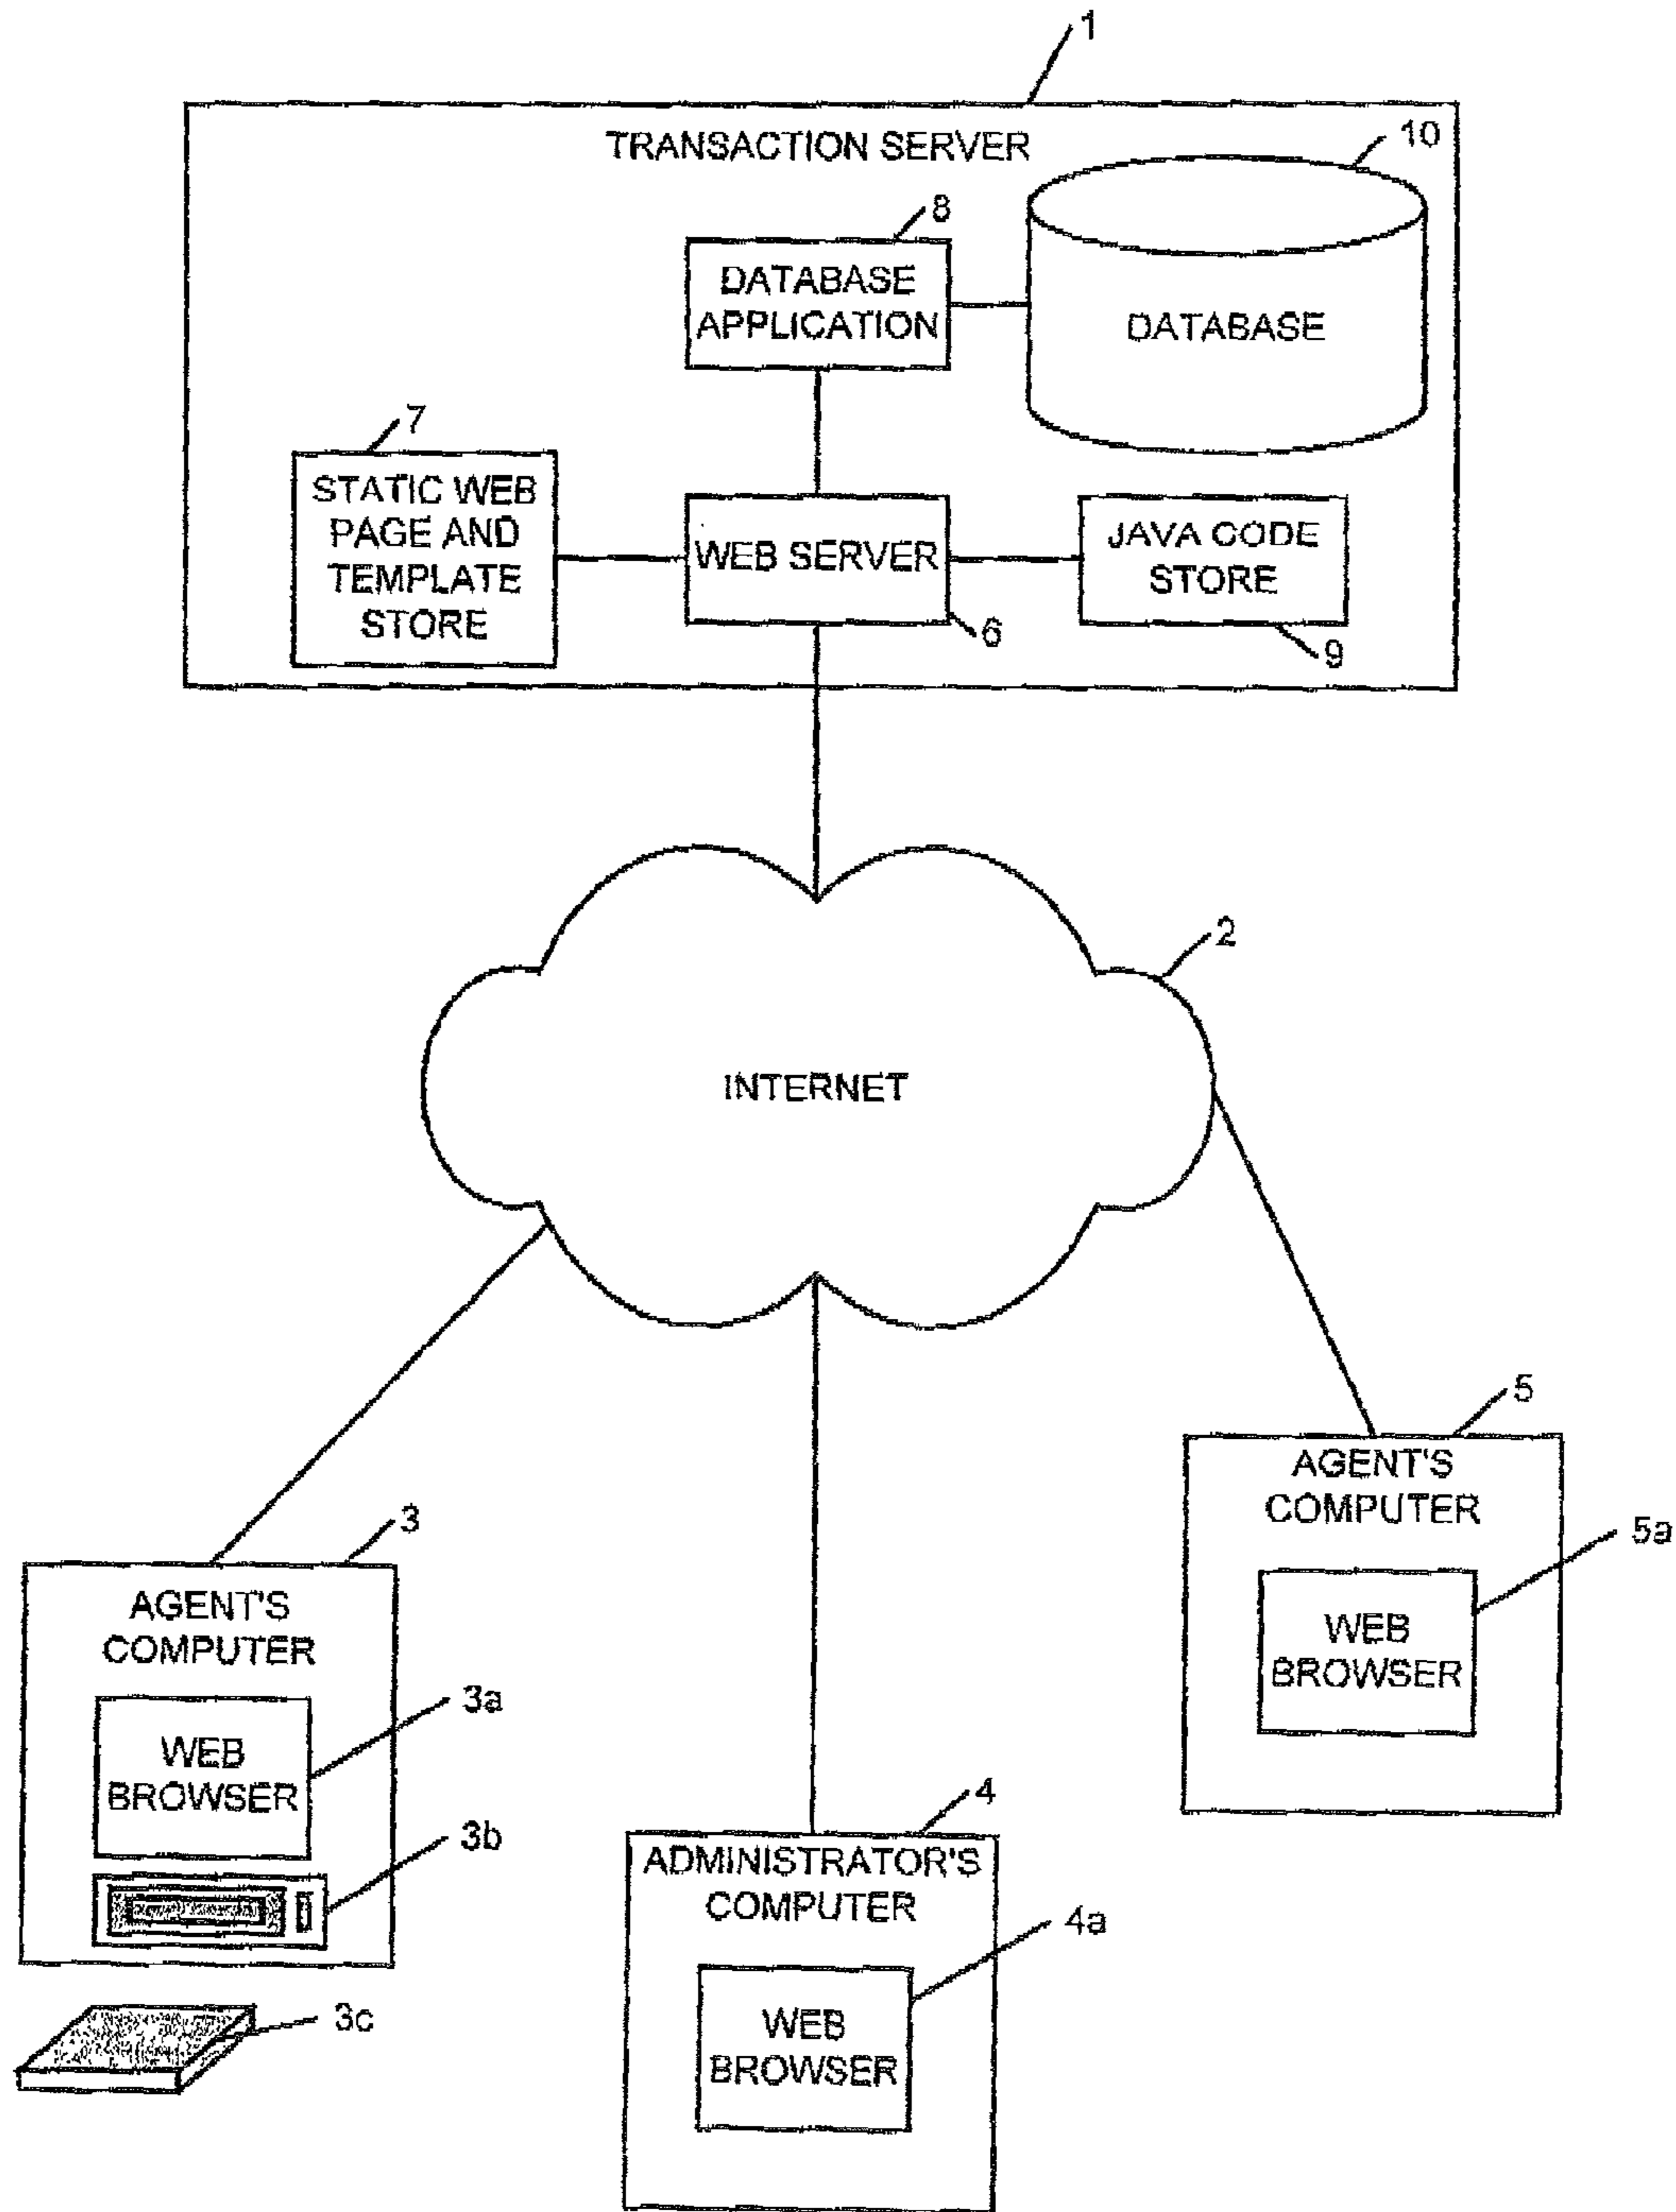 1
TRANSACTION SERVER
10
8
DATABASE
APPLICATION
DATABASE
7
STATIC WEB
PAGE AND
TEMPLATE
STORE
WEB SERVER
JAVA CODE
STORE
6
9
2
INTERNET
5
AGENT'S
COMPUTER
5a
WEB
BROWSER
3
AGENT'S
COMPUTER
3a
WEB
BROWSER
3b
3c
4
ADMINISTRATOR'S
COMPUTER
4a
WEB
BROWSER